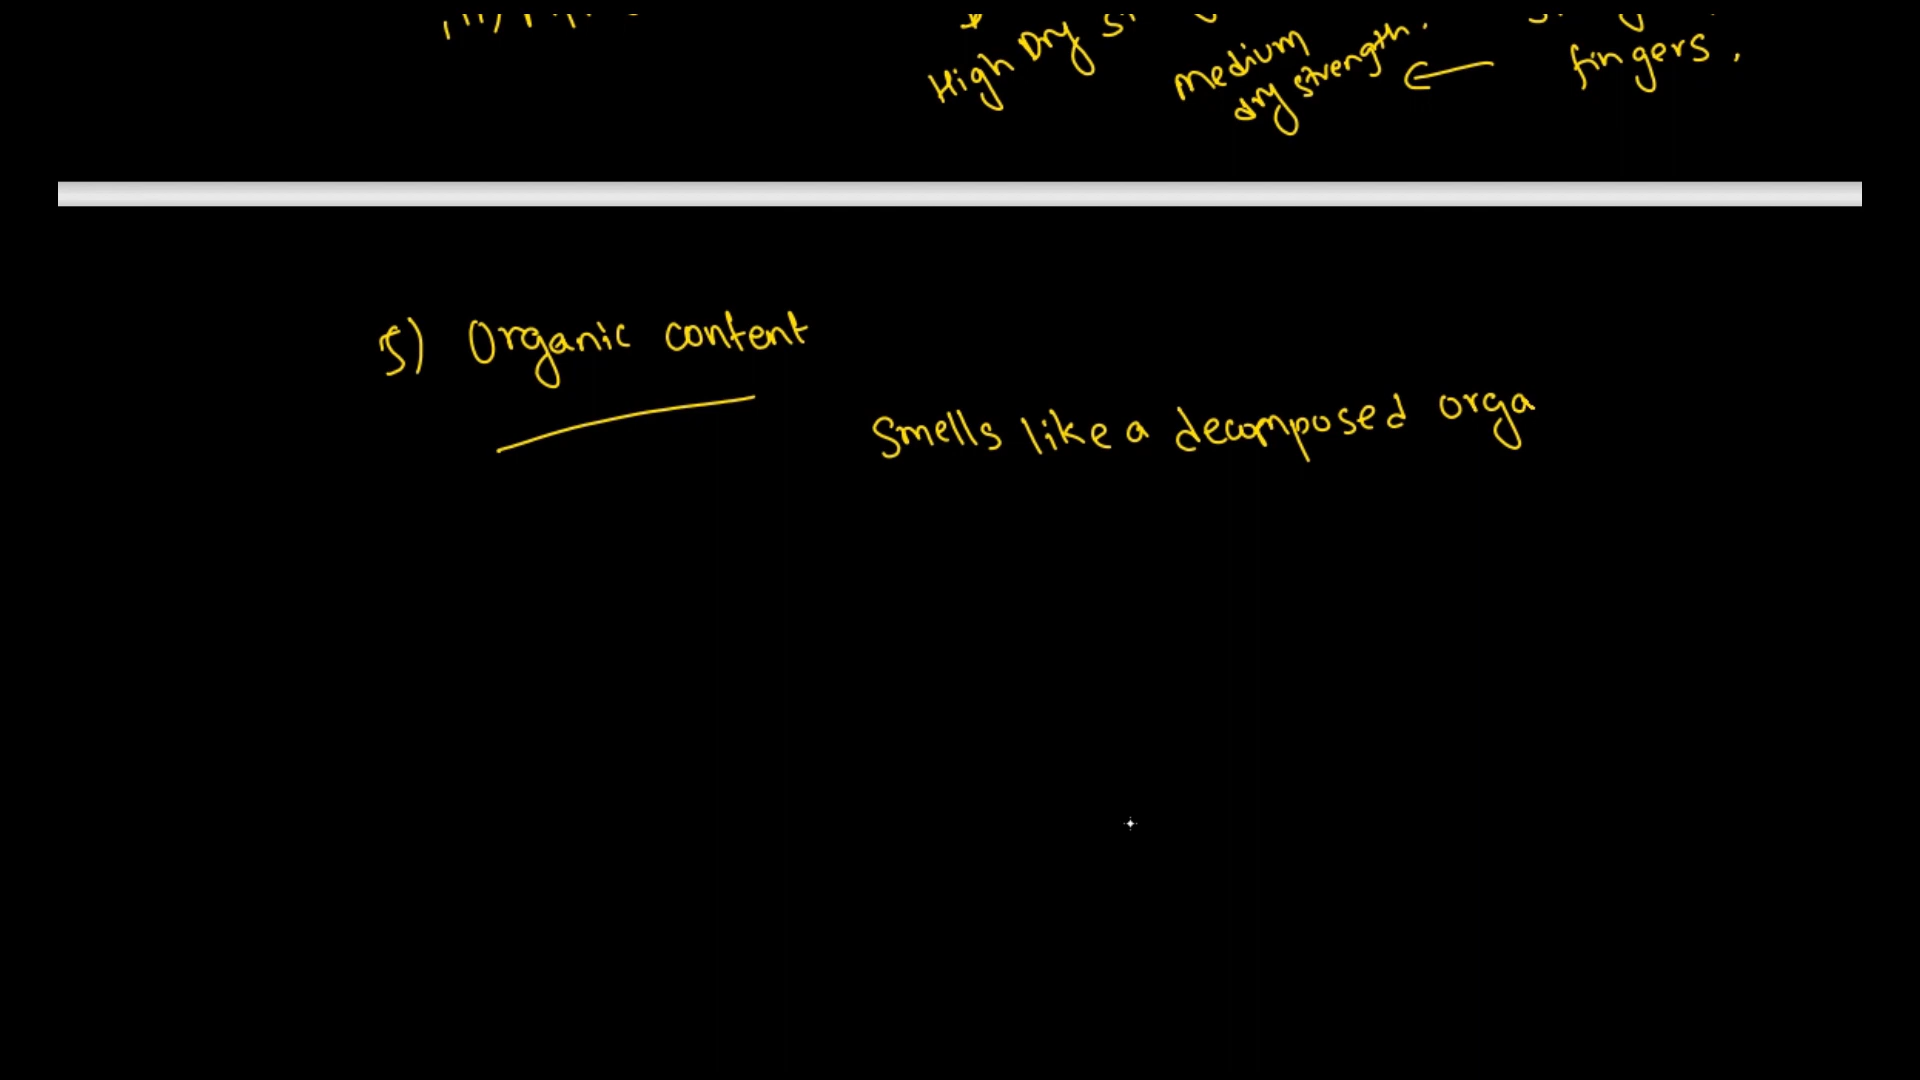 High Dry
medium
dry strength.
fingers.
5) Organic content
Smells like a decomposed orga